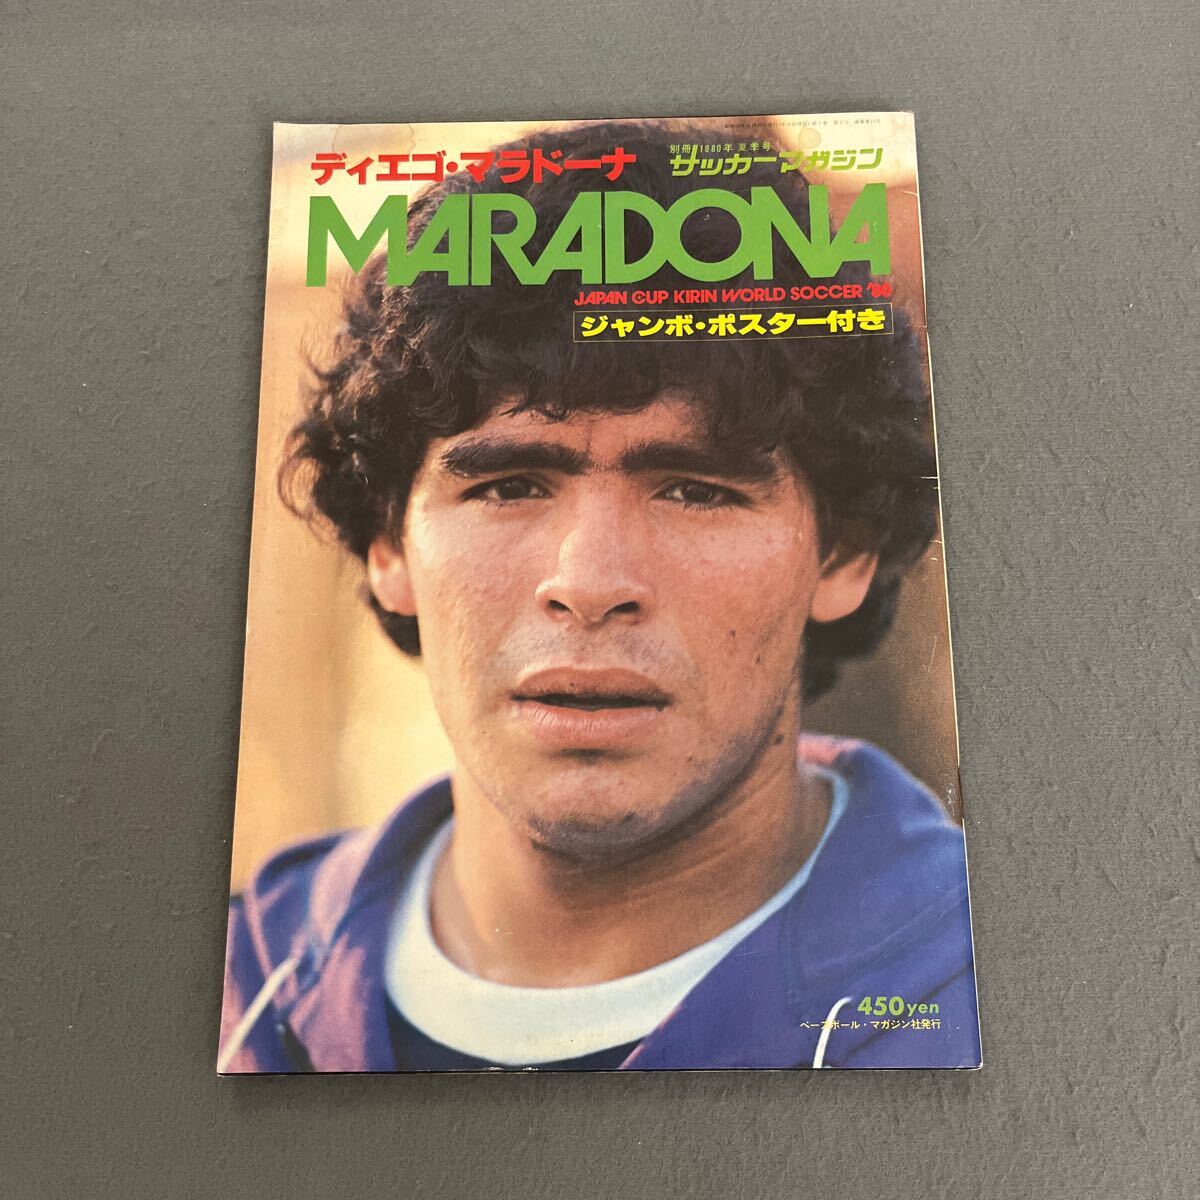 別冊 1980年 夏季号
ディエゴ・マラドーナ サッカーマガジン
MARADONA
JAPAN CUP KIRIN WORLD SOCCER '80
ジャンボ・ポスター付き
450yen
ベースボール・マガジン社発行